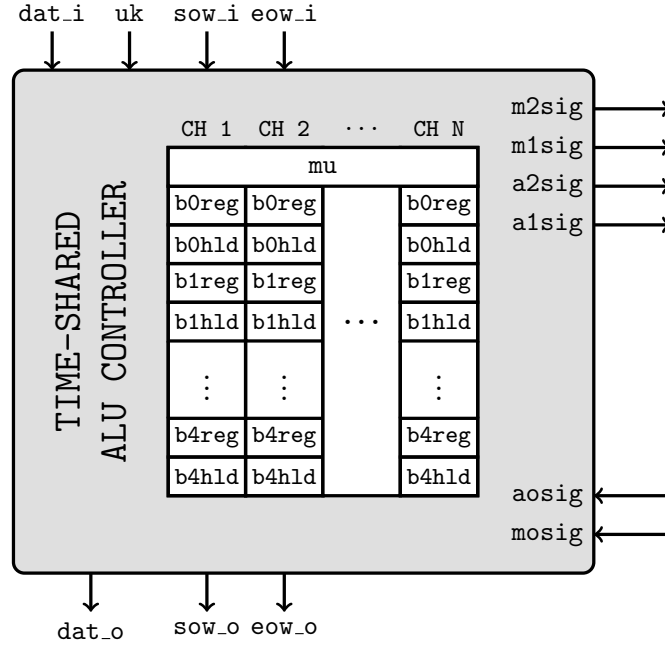 dat_i uk sow_i eow_i
m2sig
CH 1 CH 2 ··· CH N
m1sig
mu
a2sig
b0reg b0reg b0reg
a1sig
b0hld b0hld b0hld
b1reg b1reg b1reg
b1hld b1hld ··· b1hld
TIME-SHARED
ALU CONTROLLER
⋮ ⋮ ⋮
b4reg b4reg b4reg
b4hld b4hld b4hld
aosig
mosig
dat_o sow_o eow_o